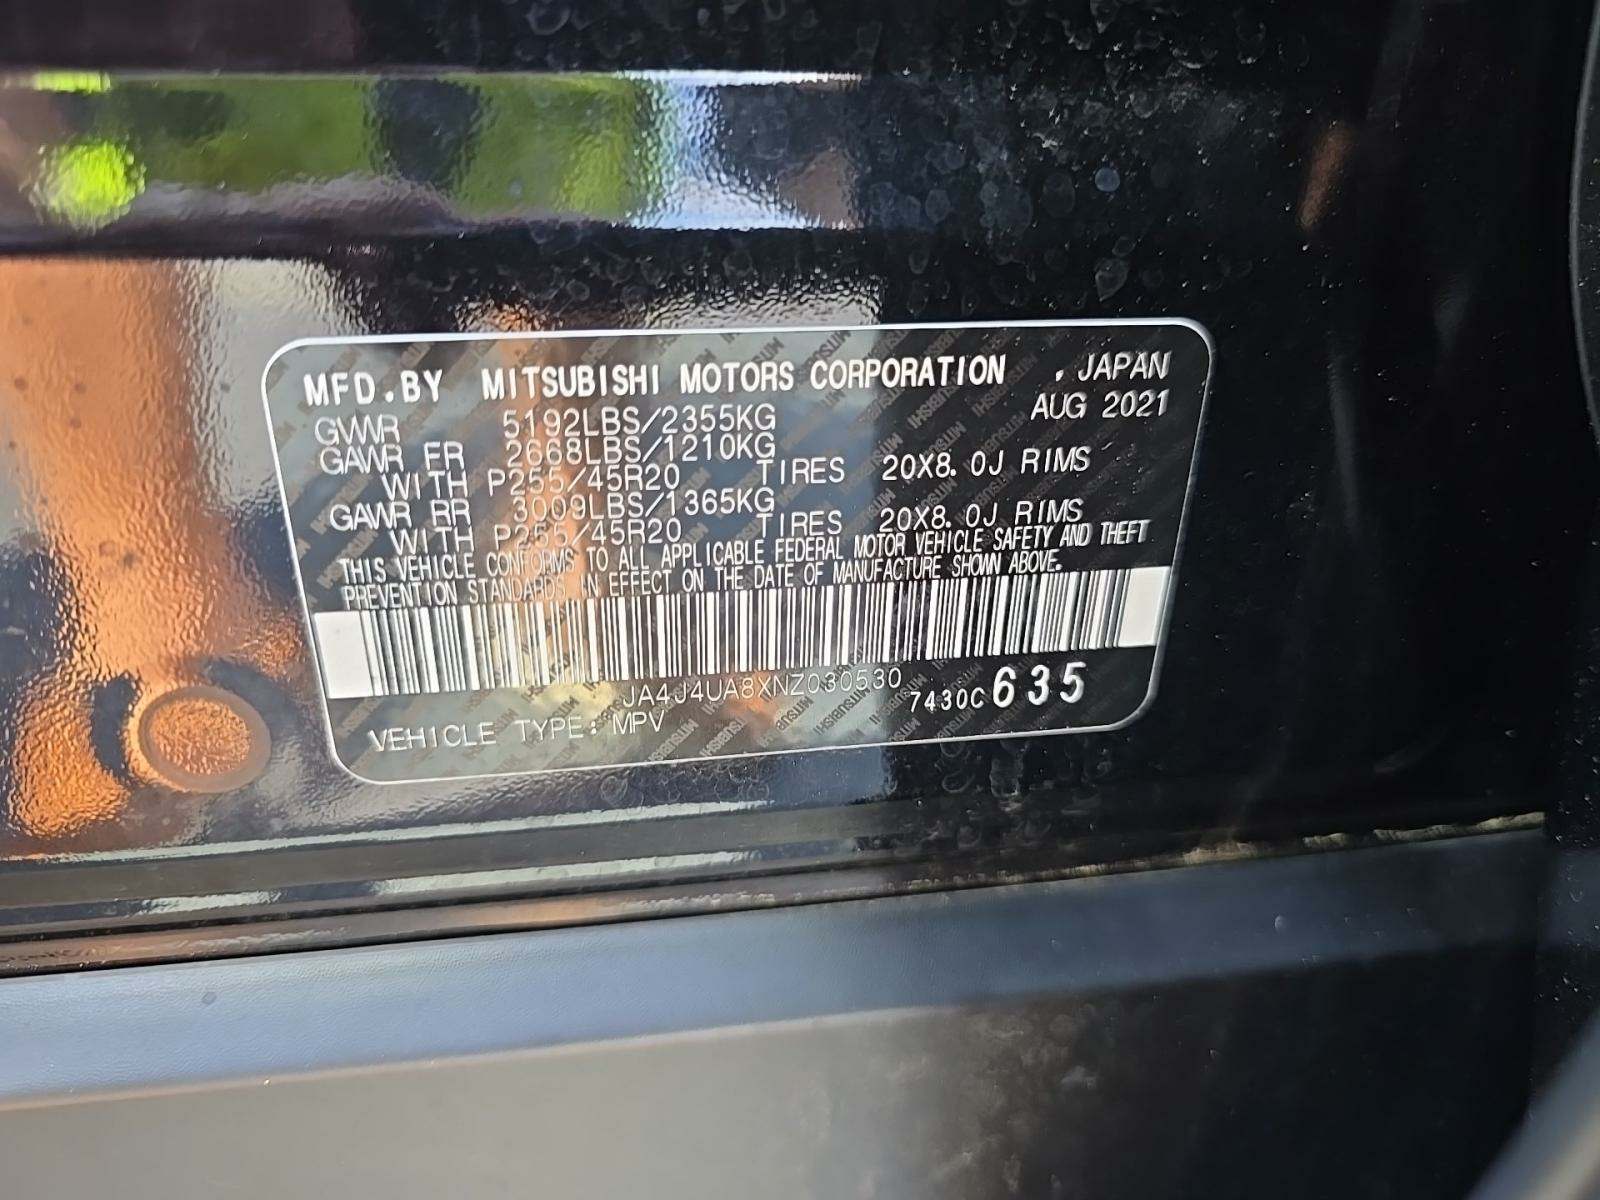 MFD.BY MITSUBISHI MOTORS CORPORATION , JAPAN
GVWR 5192LBS/2355KG AUG 2021
GAWR FR 2668LBS/1210KG
WITH P255/45R20 TIRES 20X8.0J RIMS
GAWR RR 3009LBS/1365KG
WITH P255/45R20 TIRES 20X8.0J RIMS
THIS VEHICLE CONFORMS TO ALL APPLICABLE FEDERAL MOTOR VEHICLE SAFETY AND THEFT
PREVENTION STANDARDS IN EFFECT ON THE DATE OF MANUFACTURE SHOWN ABOVE.
JA4J4UA8XNZ030530
VEHICLE TYPE: MPV 7430C 635